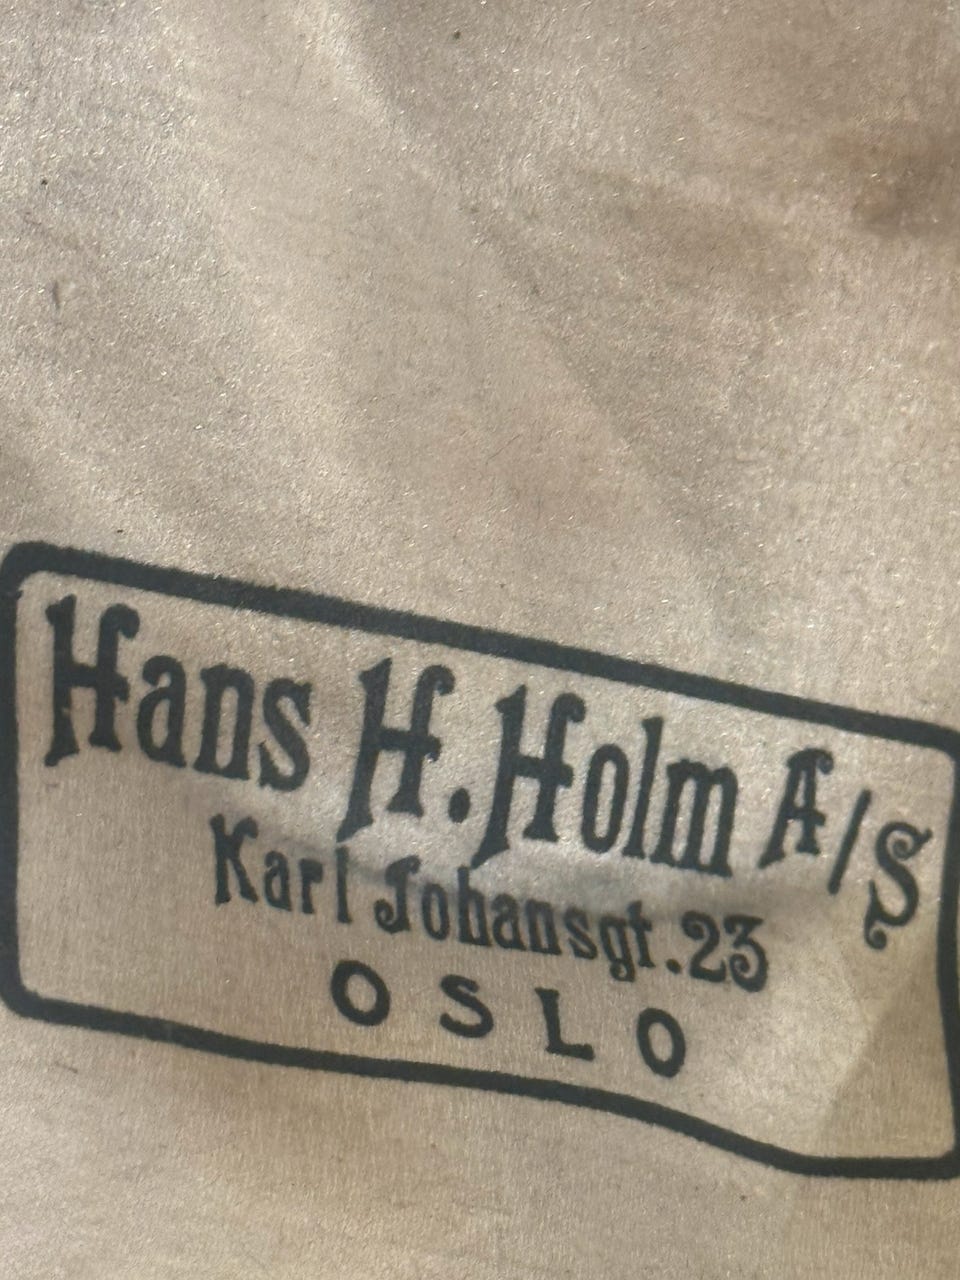 Hans H. Holm A/S
Karl Johansgt. 23
OSLO